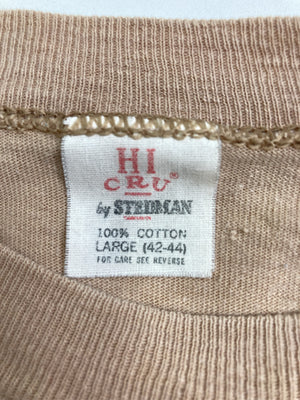 HI
CRU®
by STEDMAN
100% COTTON
LARGE (42-44)
FOR CARE SEE REVERSE